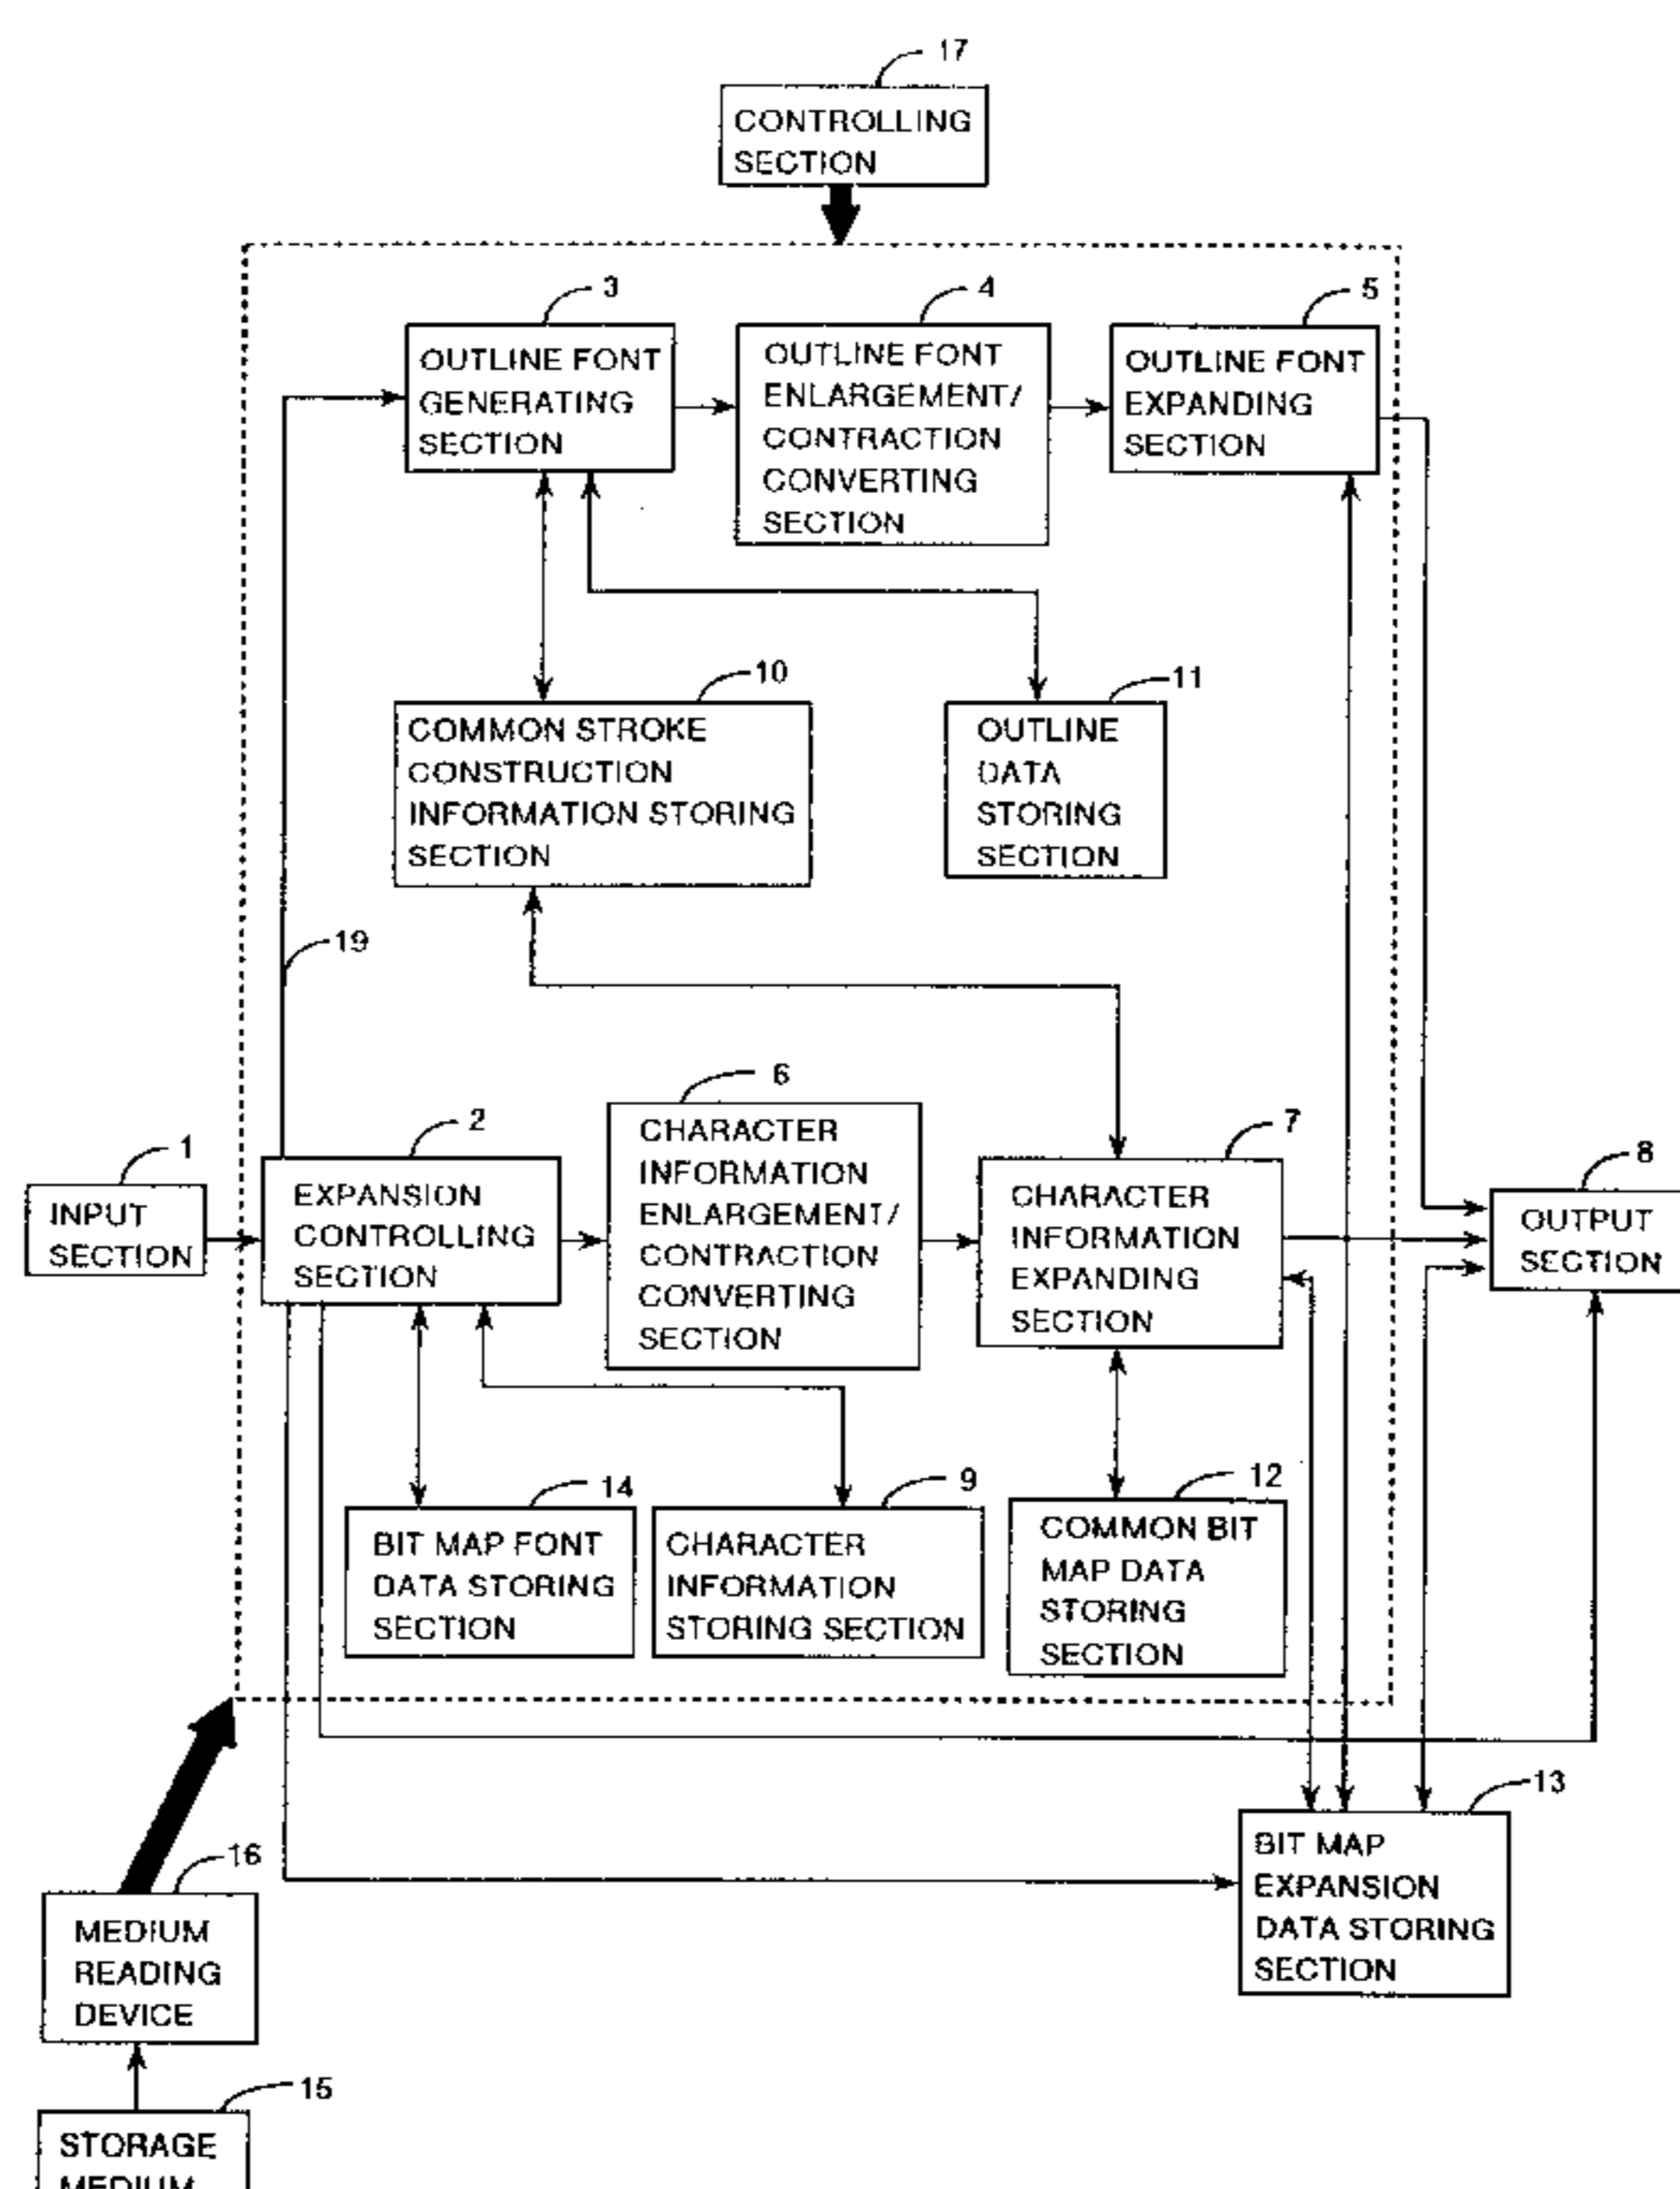 17
CONTROLLING
SECTION
3
OUTLINE FONT
GENERATING
SECTION
4
OUTLINE FONT
ENLARGEMENT/
CONTRACTION
CONVERTING
SECTION
5
OUTLINE FONT
EXPANDING
SECTION
10
COMMON STROKE
CONSTRUCTION
INFORMATION STORING
SECTION
11
OUTLINE
DATA
STORING
SECTION
19
1
INPUT
SECTION
2
EXPANSION
CONTROLLING
SECTION
6
CHARACTER
INFORMATION
ENLARGEMENT/
CONTRACTION
CONVERTING
SECTION
7
CHARACTER
INFORMATION
EXPANDING
SECTION
8
OUTPUT
SECTION
14
BIT MAP FONT
DATA STORING
SECTION
9
CHARACTER
INFORMATION
STORING SECTION
12
COMMON BIT
MAP DATA
STORING
SECTION
13
BIT MAP
EXPANSION
DATA STORING
SECTION
16
MEDIUM
READING
DEVICE
15
STORAGE
MEDIUM